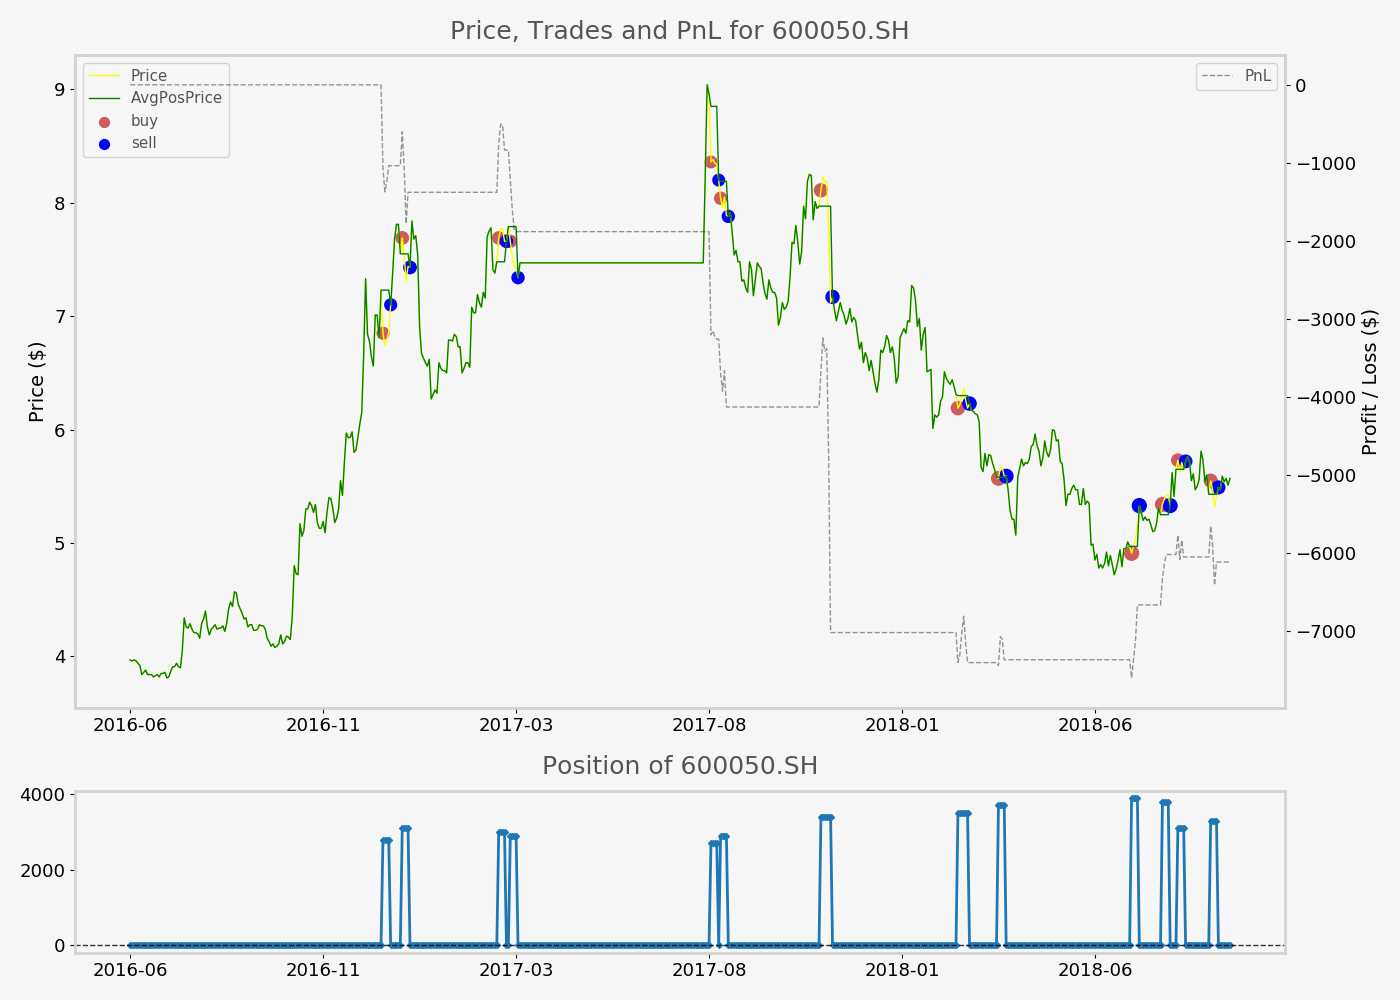 Price, Trades and PnL for 600050.SH
Price
AvgPosPrice
buy
sell
PnL
9
8
7
6
5
4
Price ($)
0
−1000
−2000
−3000
−4000
−5000
−6000
−7000
Profit / Loss ($)
2016-06 2016-11 2017-03 2017-08 2018-01 2018-06
Position of 600050.SH
4000
2000
0
2016-06 2016-11 2017-03 2017-08 2018-01 2018-06